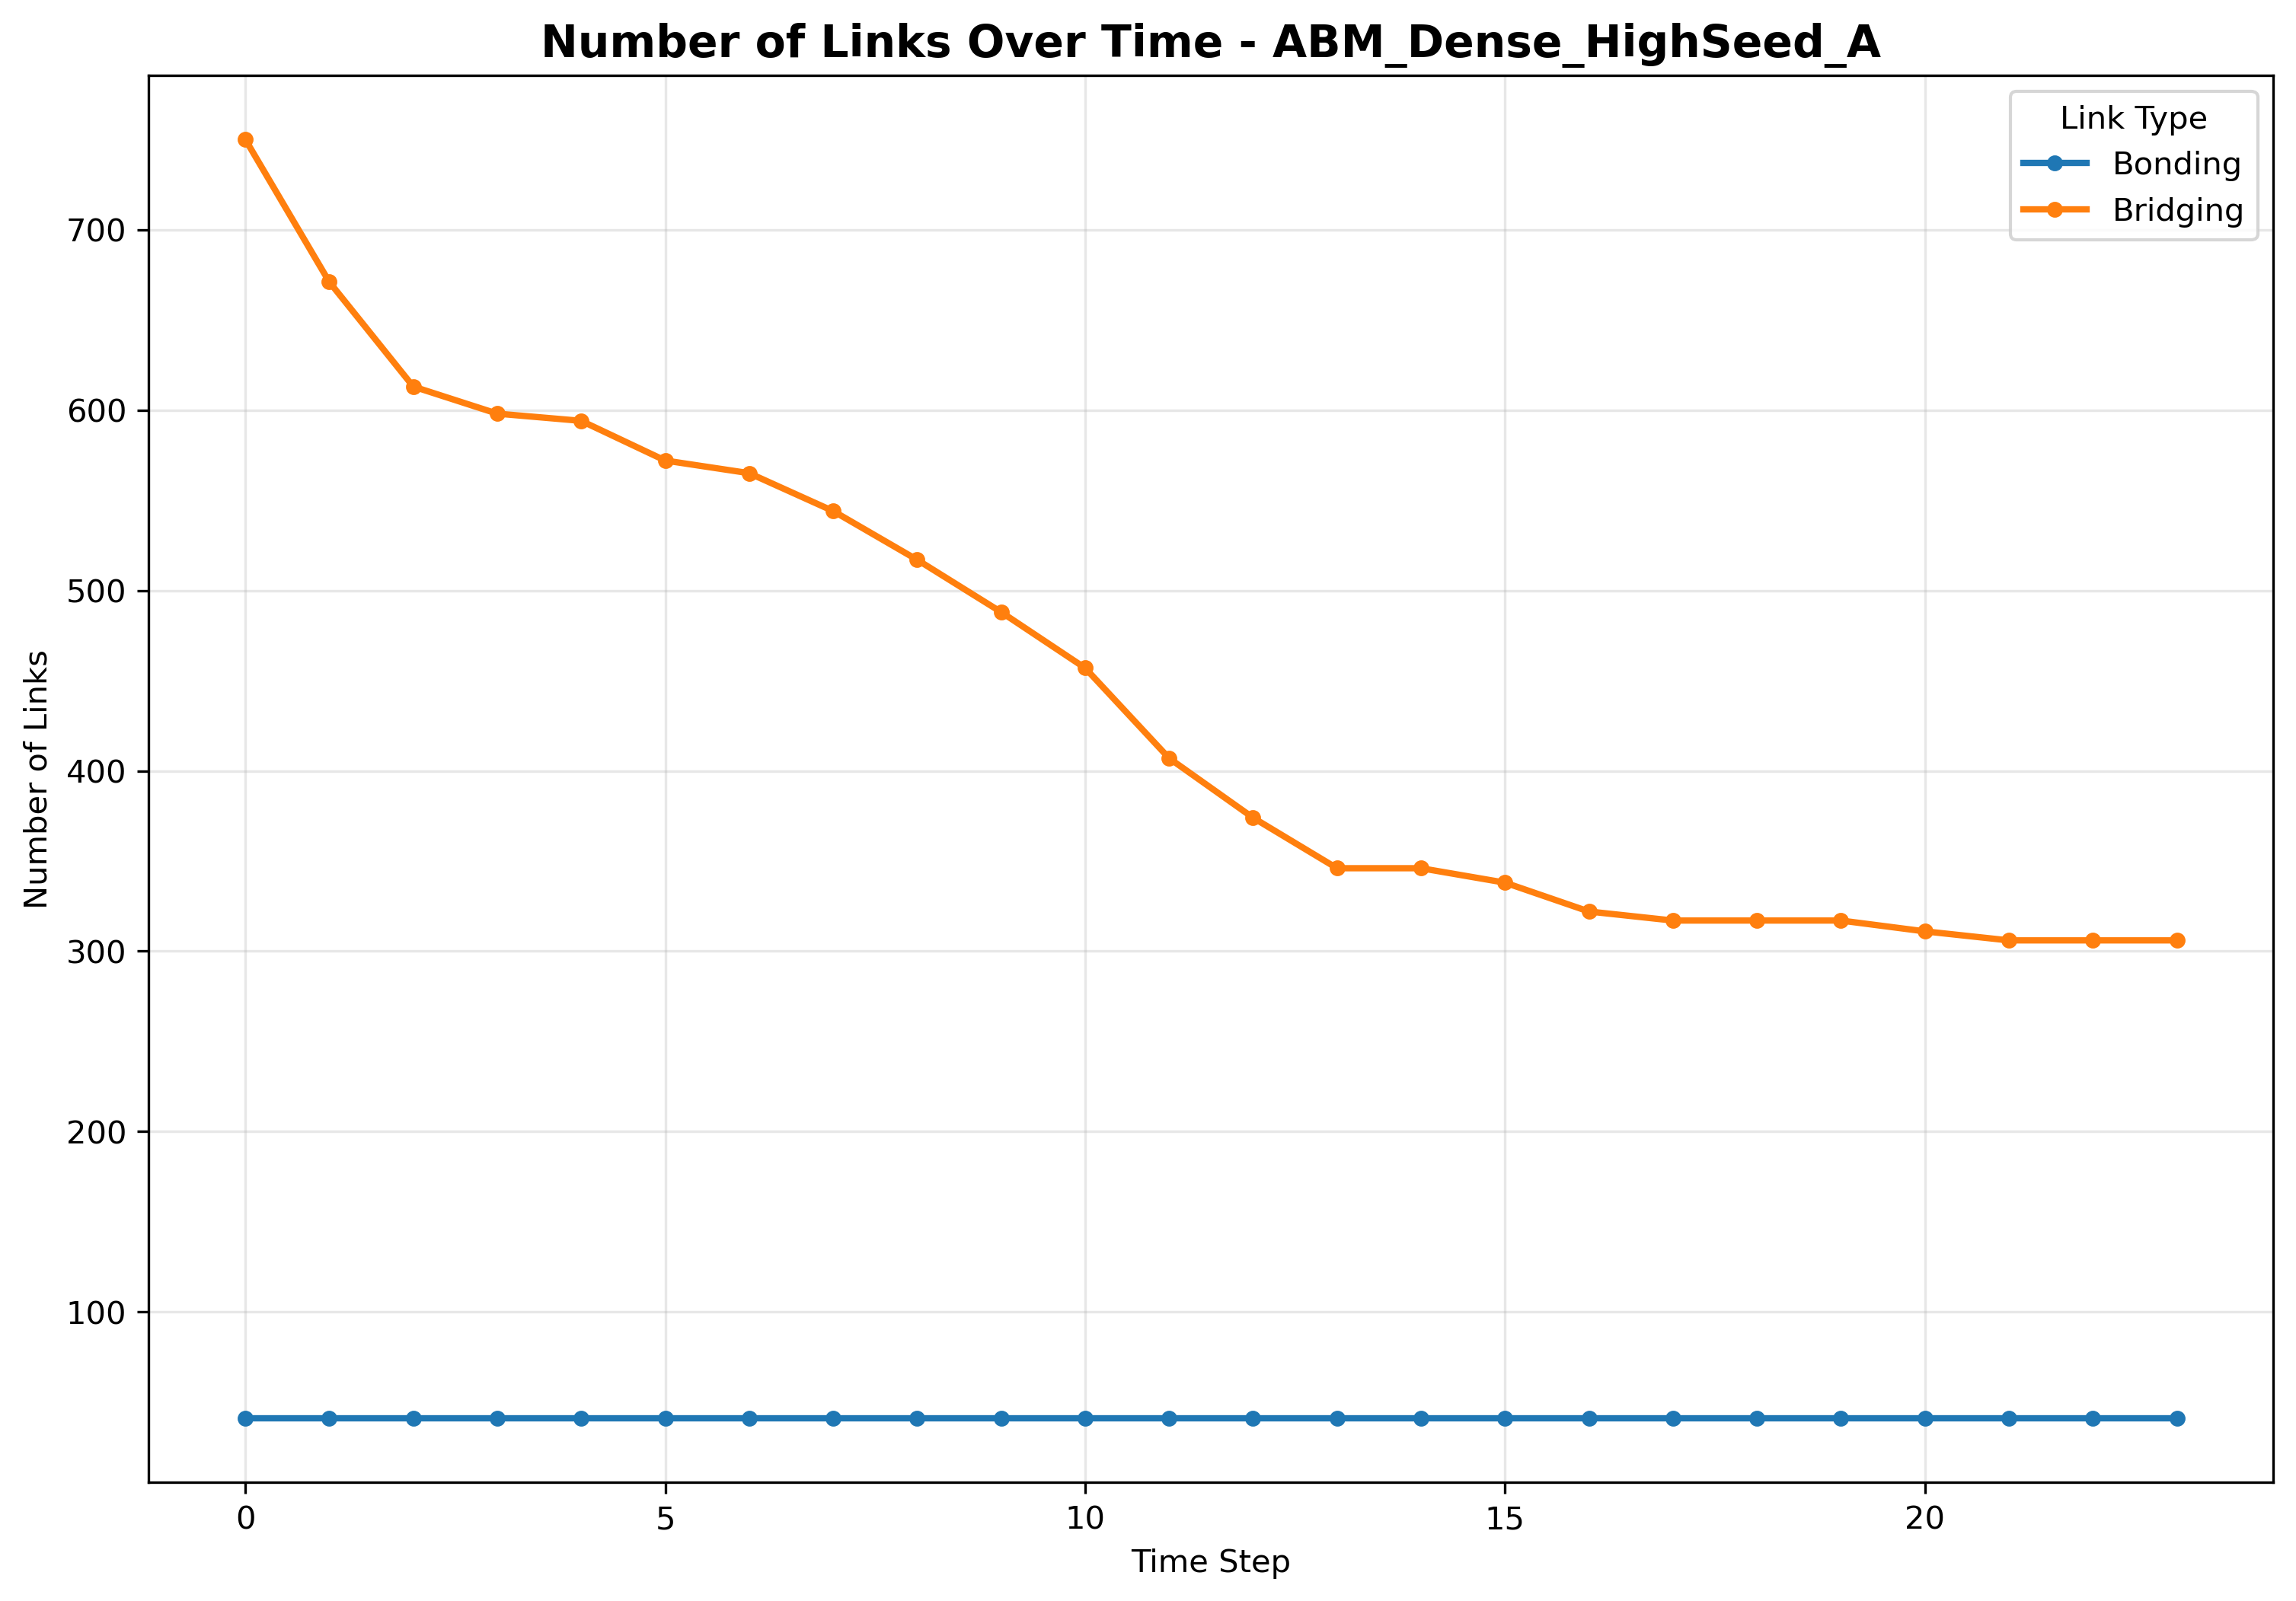 Number of Links Over Time - ABM_Dense_HighSeed_A
Link Type
Bonding
Bridging
700
600
500
400
300
200
100
Number of Links
0 5 10 15 20
Time Step